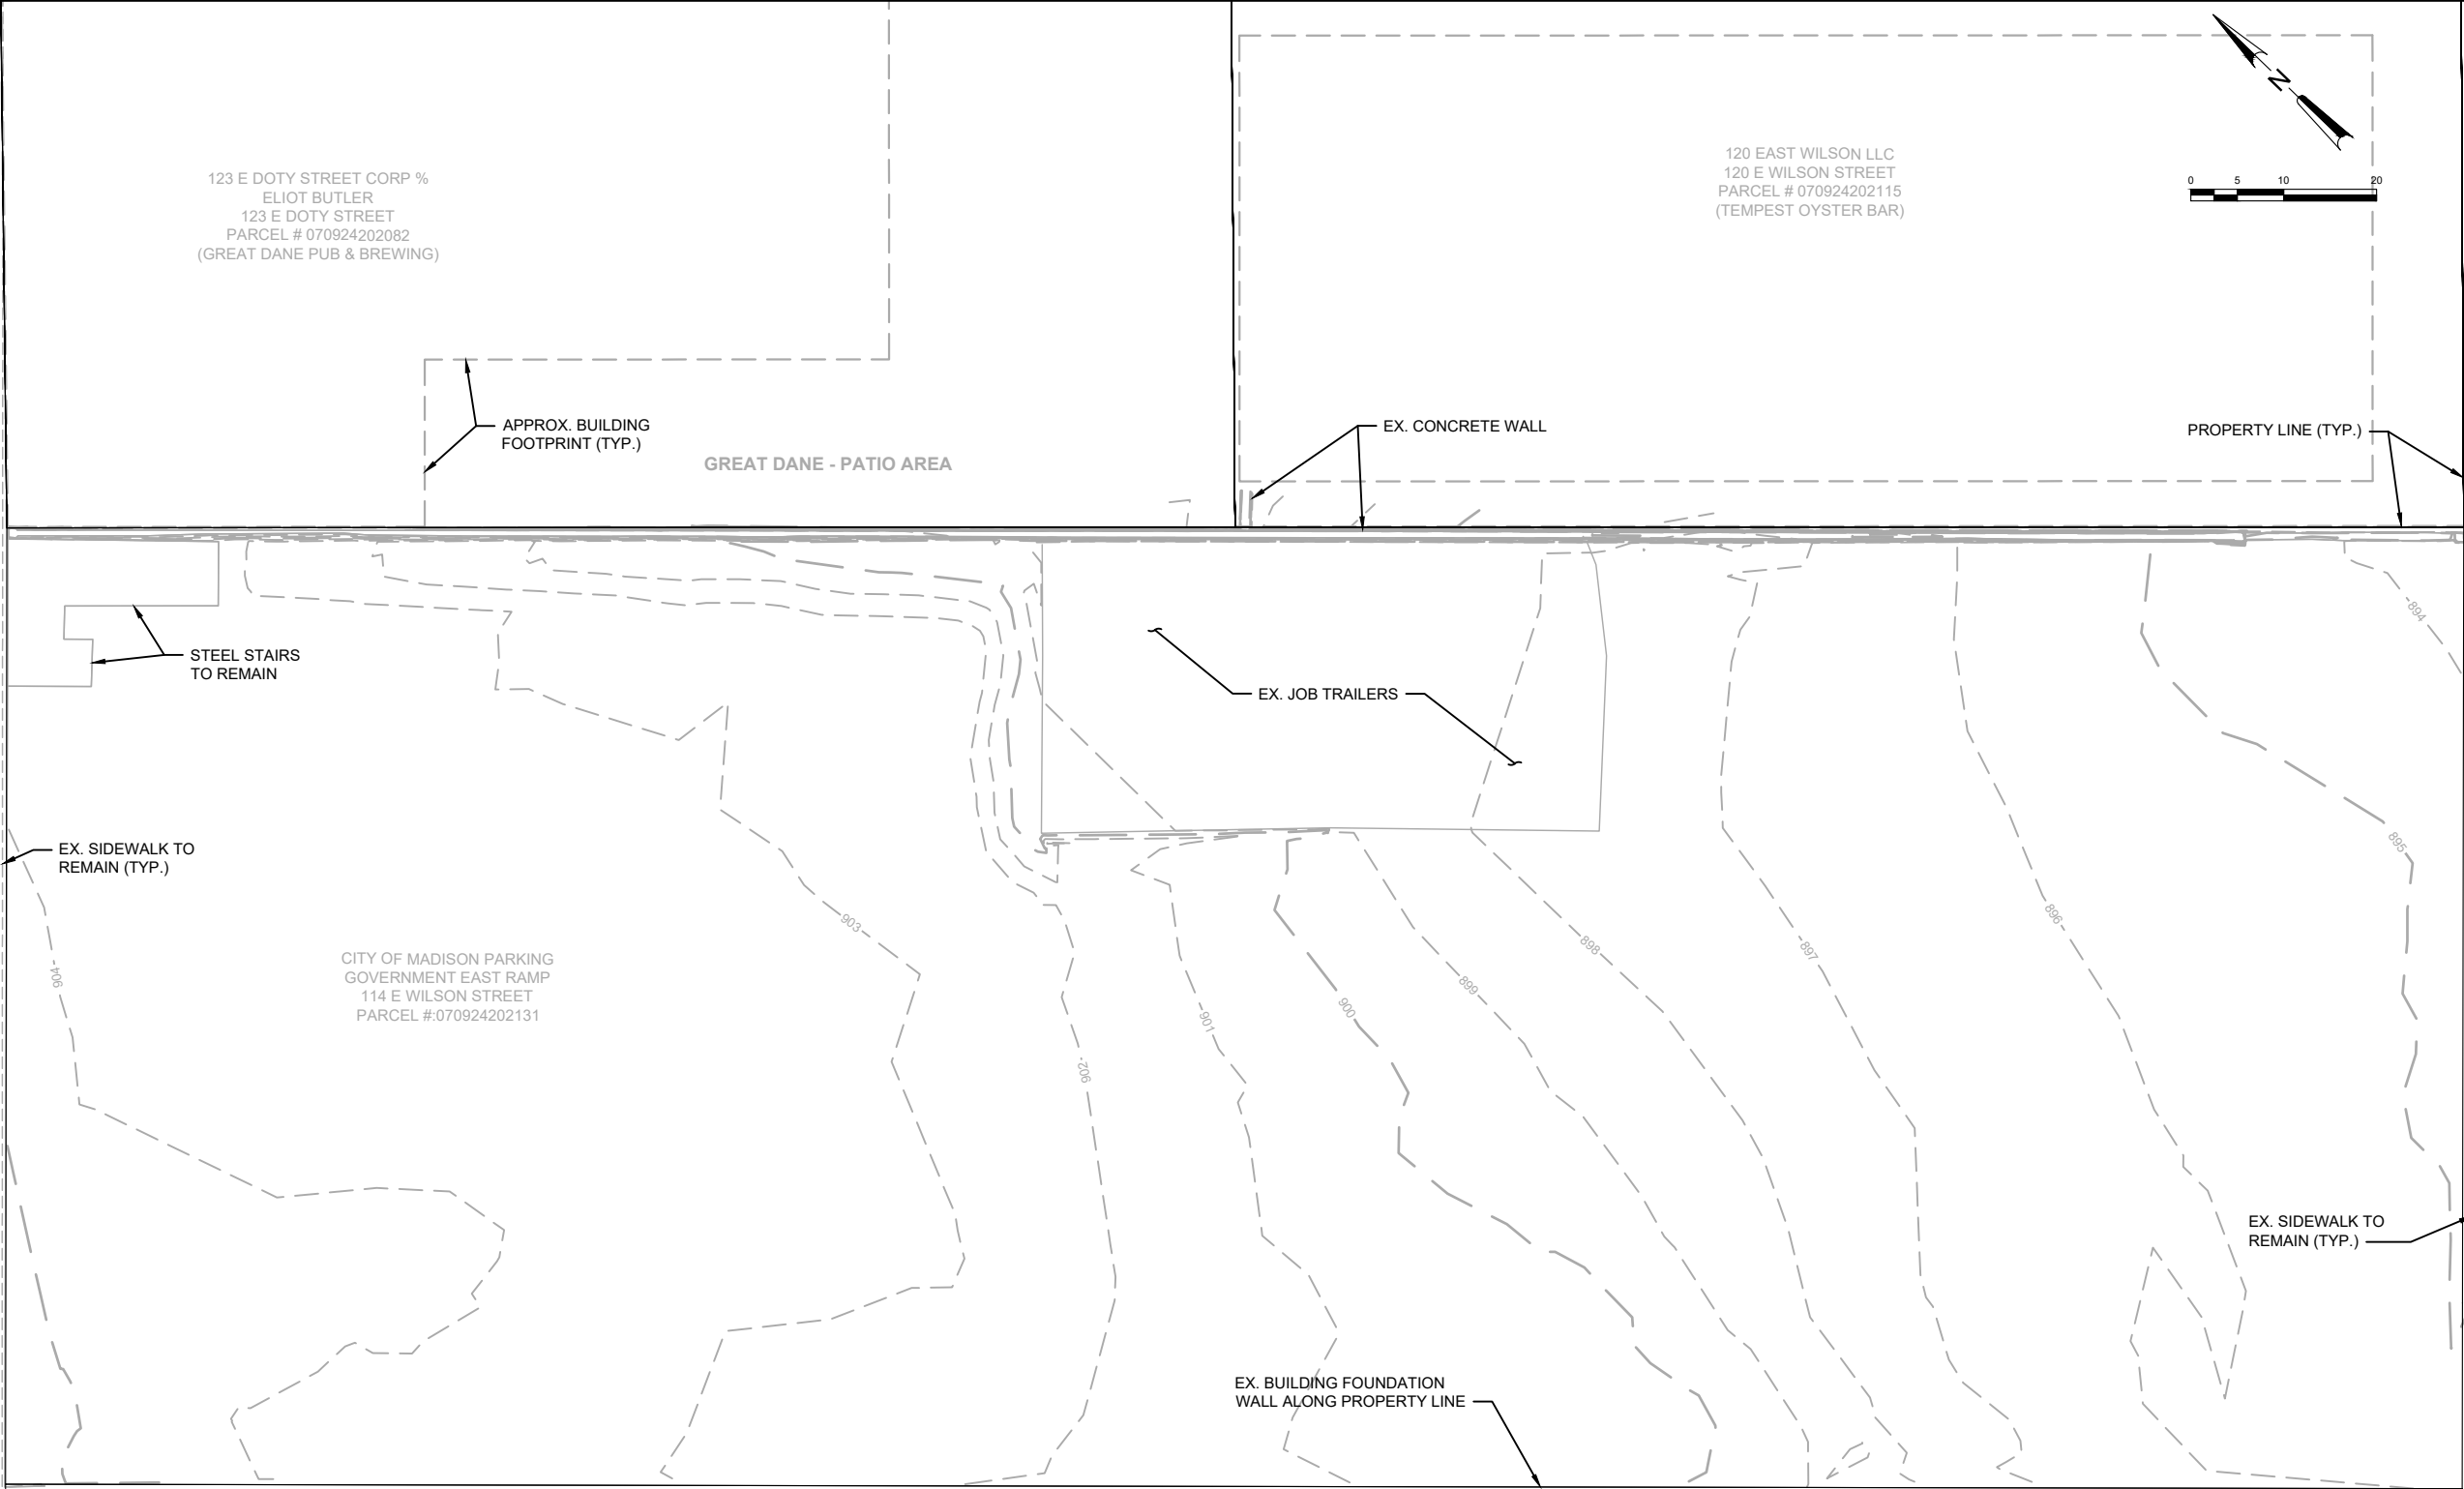 N
0 5 10 20
123 E DOTY STREET CORP %
ELIOT BUTLER
123 E DOTY STREET
PARCEL # 070924202082
(GREAT DANE PUB & BREWING)
120 EAST WILSON LLC
120 E WILSON STREET
PARCEL # 070924202115
(TEMPEST OYSTER BAR)
APPROX. BUILDING
FOOTPRINT (TYP.)
GREAT DANE - PATIO AREA
EX. CONCRETE WALL
PROPERTY LINE (TYP.)
894
STEEL STAIRS
TO REMAIN
EX. JOB TRAILERS
EX. SIDEWALK TO
REMAIN (TYP.)
895
903
896
904
CITY OF MADISON PARKING
GOVERNMENT EAST RAMP
114 E WILSON STREET
PARCEL #:070924202131
898
897
899
900
901
902
EX. SIDEWALK TO
REMAIN (TYP.)
EX. BUILDING FOUNDATION
WALL ALONG PROPERTY LINE